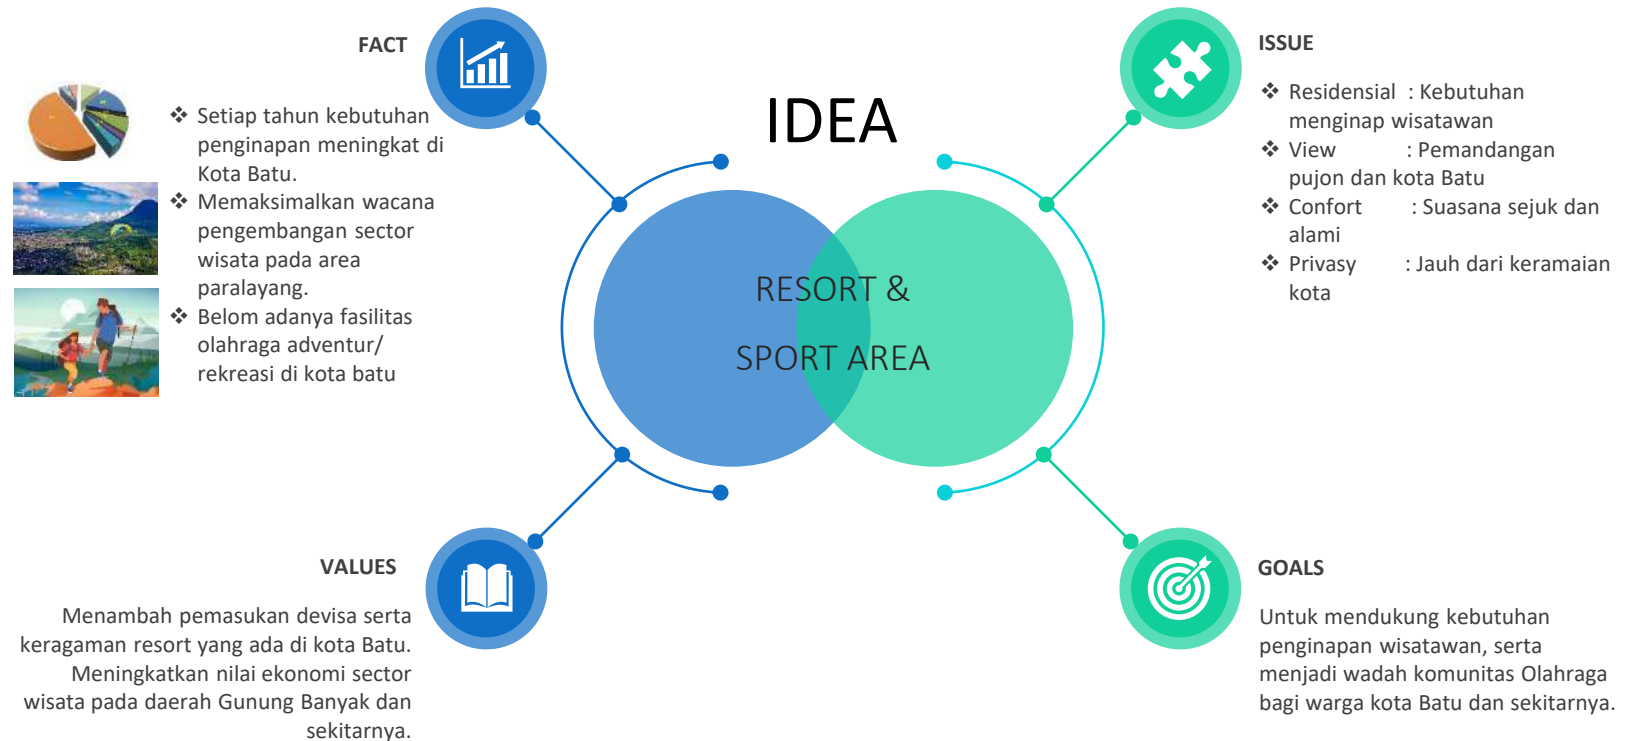 FACT
❖ Setiap tahun kebutuhan
penginapan meningkat di
Kota Batu.
❖ Memaksimalkan wacana
pengembangan sector
wisata pada area
paralayang.
❖ Belom adanya fasilitas
olahraga adventur/
rekreasi di kota batu
IDEA
RESORT &
SPORT AREA
ISSUE
❖ Residensial : Kebutuhan
menginap wisatawan
❖ View : Pemandangan
pujon dan kota Batu
❖ Confort : Suasana sejuk dan
alami
❖ Privasy : Jauh dari keramaian
kota
VALUES
Menambah pemasukan devisa serta
keragaman resort yang ada di kota Batu.
Meningkatkan nilai ekonomi sector
wisata pada daerah Gunung Banyak dan
sekitarnya.
GOALS
Untuk mendukung kebutuhan
penginapan wisatawan, serta
menjadi wadah komunitas Olahraga
bagi warga kota Batu dan sekitarnya.